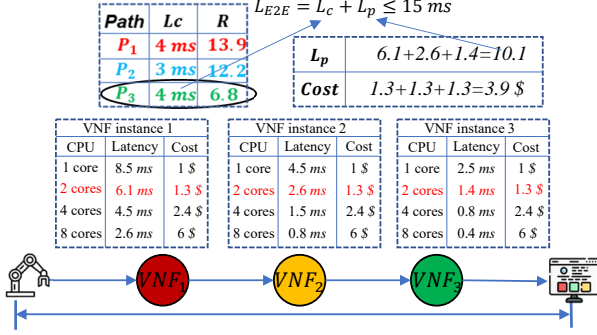 L_{E2E} = L_c + L_p ≤ 15 ms
Path Lc R
P₁ 4 ms 13.9
P₂ 3 ms 12.2
P₃ 4 ms 6.8
L_p 6.1+2.6+1.4=10.1
Cost 1.3+1.3+1.3=3.9 $
VNF instance 1
CPU Latency Cost
1 core 8.5 ms 1 $
2 cores 6.1 ms 1.3 $
4 cores 4.5 ms 2.4 $
8 cores 2.6 ms 6 $
VNF instance 2
CPU Latency Cost
1 core 4.5 ms 1 $
2 cores 2.6 ms 1.3 $
4 cores 1.5 ms 2.4 $
8 cores 0.8 ms 6 $
VNF instance 3
CPU Latency Cost
1 core 2.5 ms 1 $
2 cores 1.4 ms 1.3 $
4 cores 0.8 ms 2.4 $
8 cores 0.4 ms 6 $
VNF₁ VNF₂ VNF₃